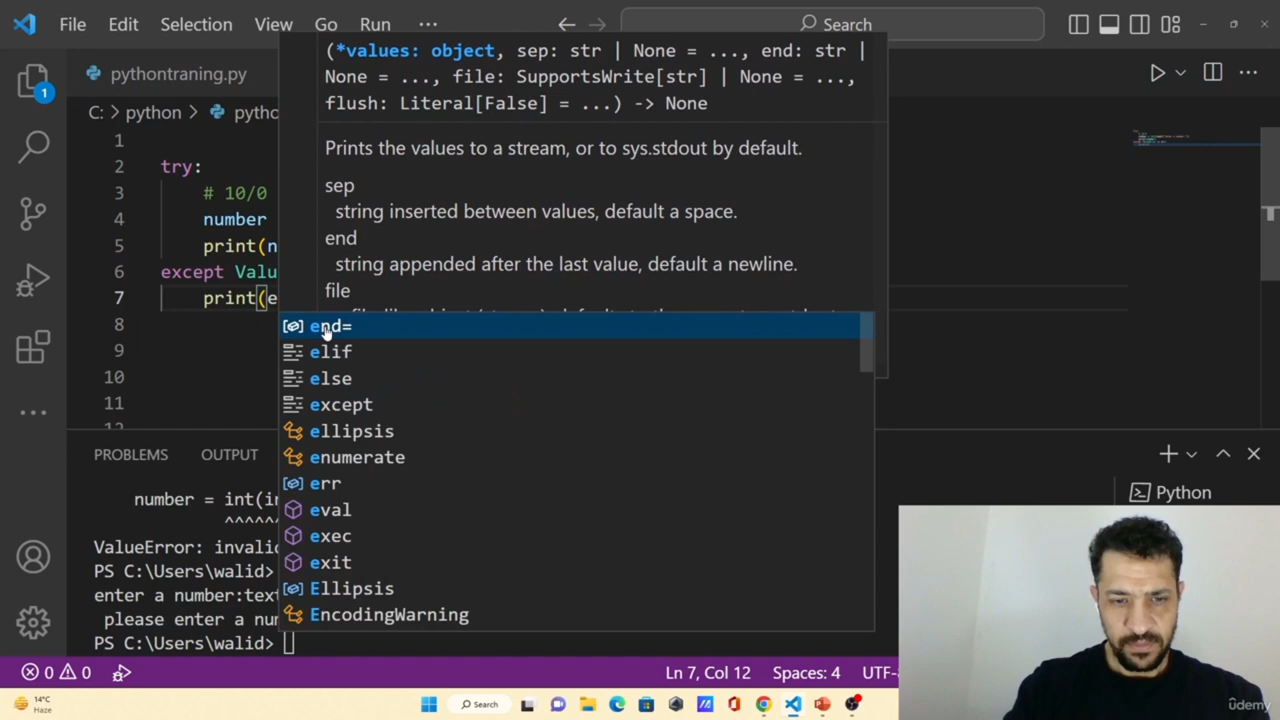 File Edit Selection View Go Run ··· Search
pythontraning.py
C: > python > pytho
(*values: object, sep: str | None = ..., end: str |
None = ..., file: SupportsWrite[str] | None = ...,
flush: Literal[False] = ...) -> None
Prints the values to a stream, or to sys.stdout by default.
sep
string inserted between values, default a space.
end
string appended after the last value, default a newline.
file
1
2 try:
3 # 10/0
4 number
5 print(n
6 except Valu
7 print(e
8
9
10
11
12
end=
elif
else
except
ellipsis
enumerate
err
eval
exec
exit
Ellipsis
EncodingWarning
PROBLEMS OUTPUT
Python
number = int(in
^^^^^^
ValueError: invalid
PS C:\Users\walid>
enter a number:text
please enter a num
PS C:\Users\walid>
0 0 Ln 7, Col 12 Spaces: 4 UTF-8
14°C
Haze
Search
1
udemy